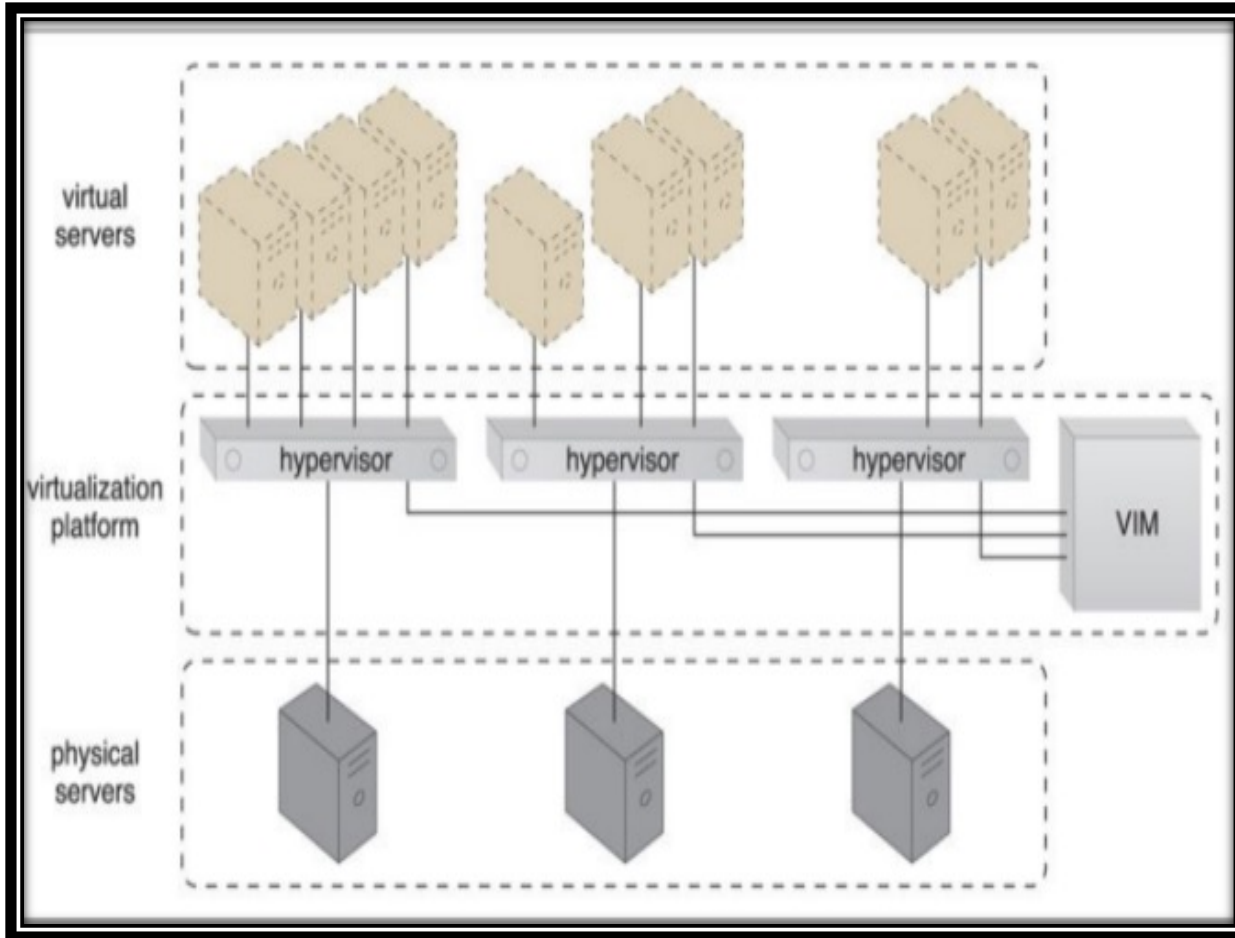 virtual
servers
hypervisor
hypervisor
hypervisor
virtualization
platform
VIM
physical
servers